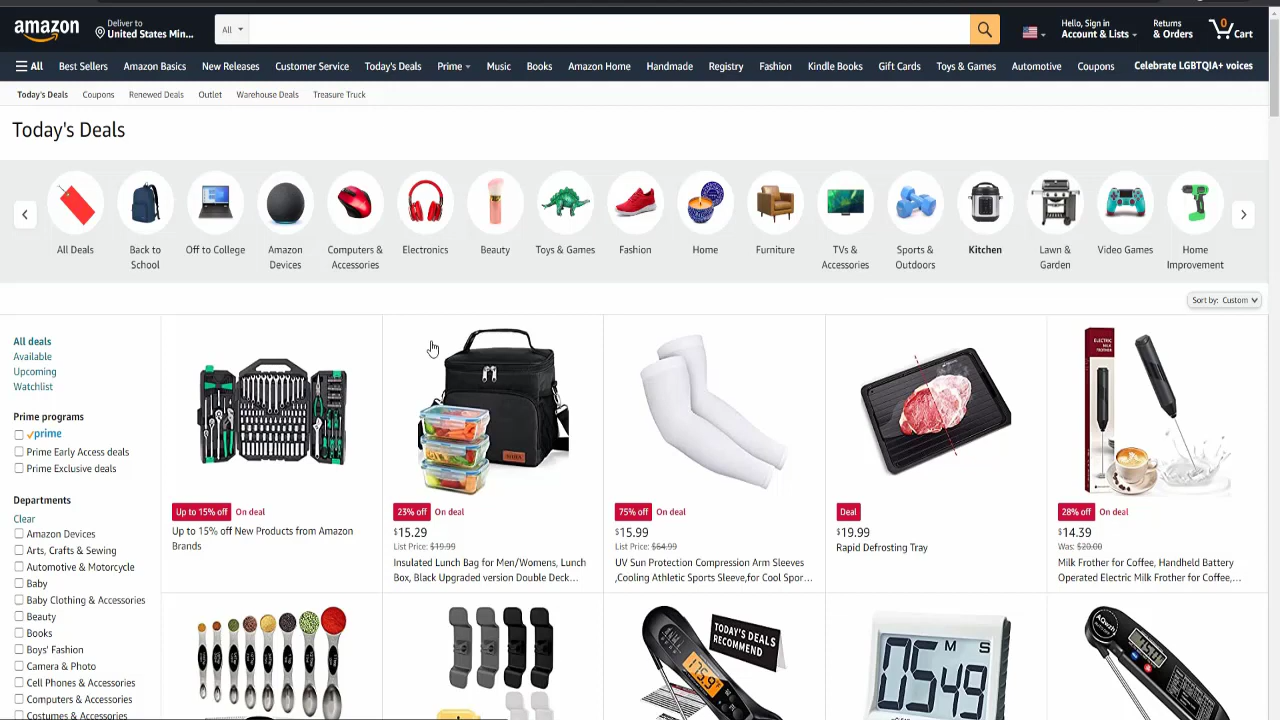 amazon
Deliver to
United States Min...
All
Hello, Sign in
Account & Lists
Returns
& Orders
0
Cart
All
Best Sellers
Amazon Basics
New Releases
Customer Service
Today's Deals
Prime
Music
Books
Amazon Home
Handmade
Registry
Fashion
Kindle Books
Gift Cards
Toys & Games
Automotive
Coupons
Celebrate LGBTQIA+ voices
Today's Deals
Coupons
Renewed Deals
Outlet
Warehouse Deals
Treasure Truck
Today's Deals
All Deals
Back to
School
Off to College
Amazon
Devices
Computers &
Accessories
Electronics
Beauty
Toys & Games
Fashion
Home
Furniture
TVs &
Accessories
Sports &
Outdoors
Kitchen
Lawn &
Garden
Video Games
Home
Improvement
Sort by: Custom
All deals
Available
Upcoming
Watchlist
Prime programs
prime
Prime Early Access deals
Prime Exclusive deals
Departments
Clear
Amazon Devices
Arts, Crafts & Sewing
Automotive & Motorcycle
Baby
Baby Clothing & Accessories
Beauty
Books
Boys' Fashion
Camera & Photo
Cell Phones & Accessories
Computers & Accessories
Costumes & Accessories
Up to 15% off On deal
Up to 15% off New Products from Amazon
Brands
23% off On deal
$15.29
List Price: $19.99
Insulated Lunch Bag for Men/Womens, Lunch
Box, Black Upgraded version Double Deck...
75% off On deal
$15.99
List Price: $64.99
UV Sun Protection Compression Arm Sleeves
,Cooling Athletic Sports Sleeve,for Cool Spor...
Deal
$19.99
Rapid Defrosting Tray
ELECTRIC
MILK
FROTHER
28% off On deal
$14.39
Was: $20.00
Milk Frother for Coffee, Handheld Battery
Operated Electric Milk Frother for Coffee,...
TODAY'S DEALS
RECOMMEND
175.9
M S
0549